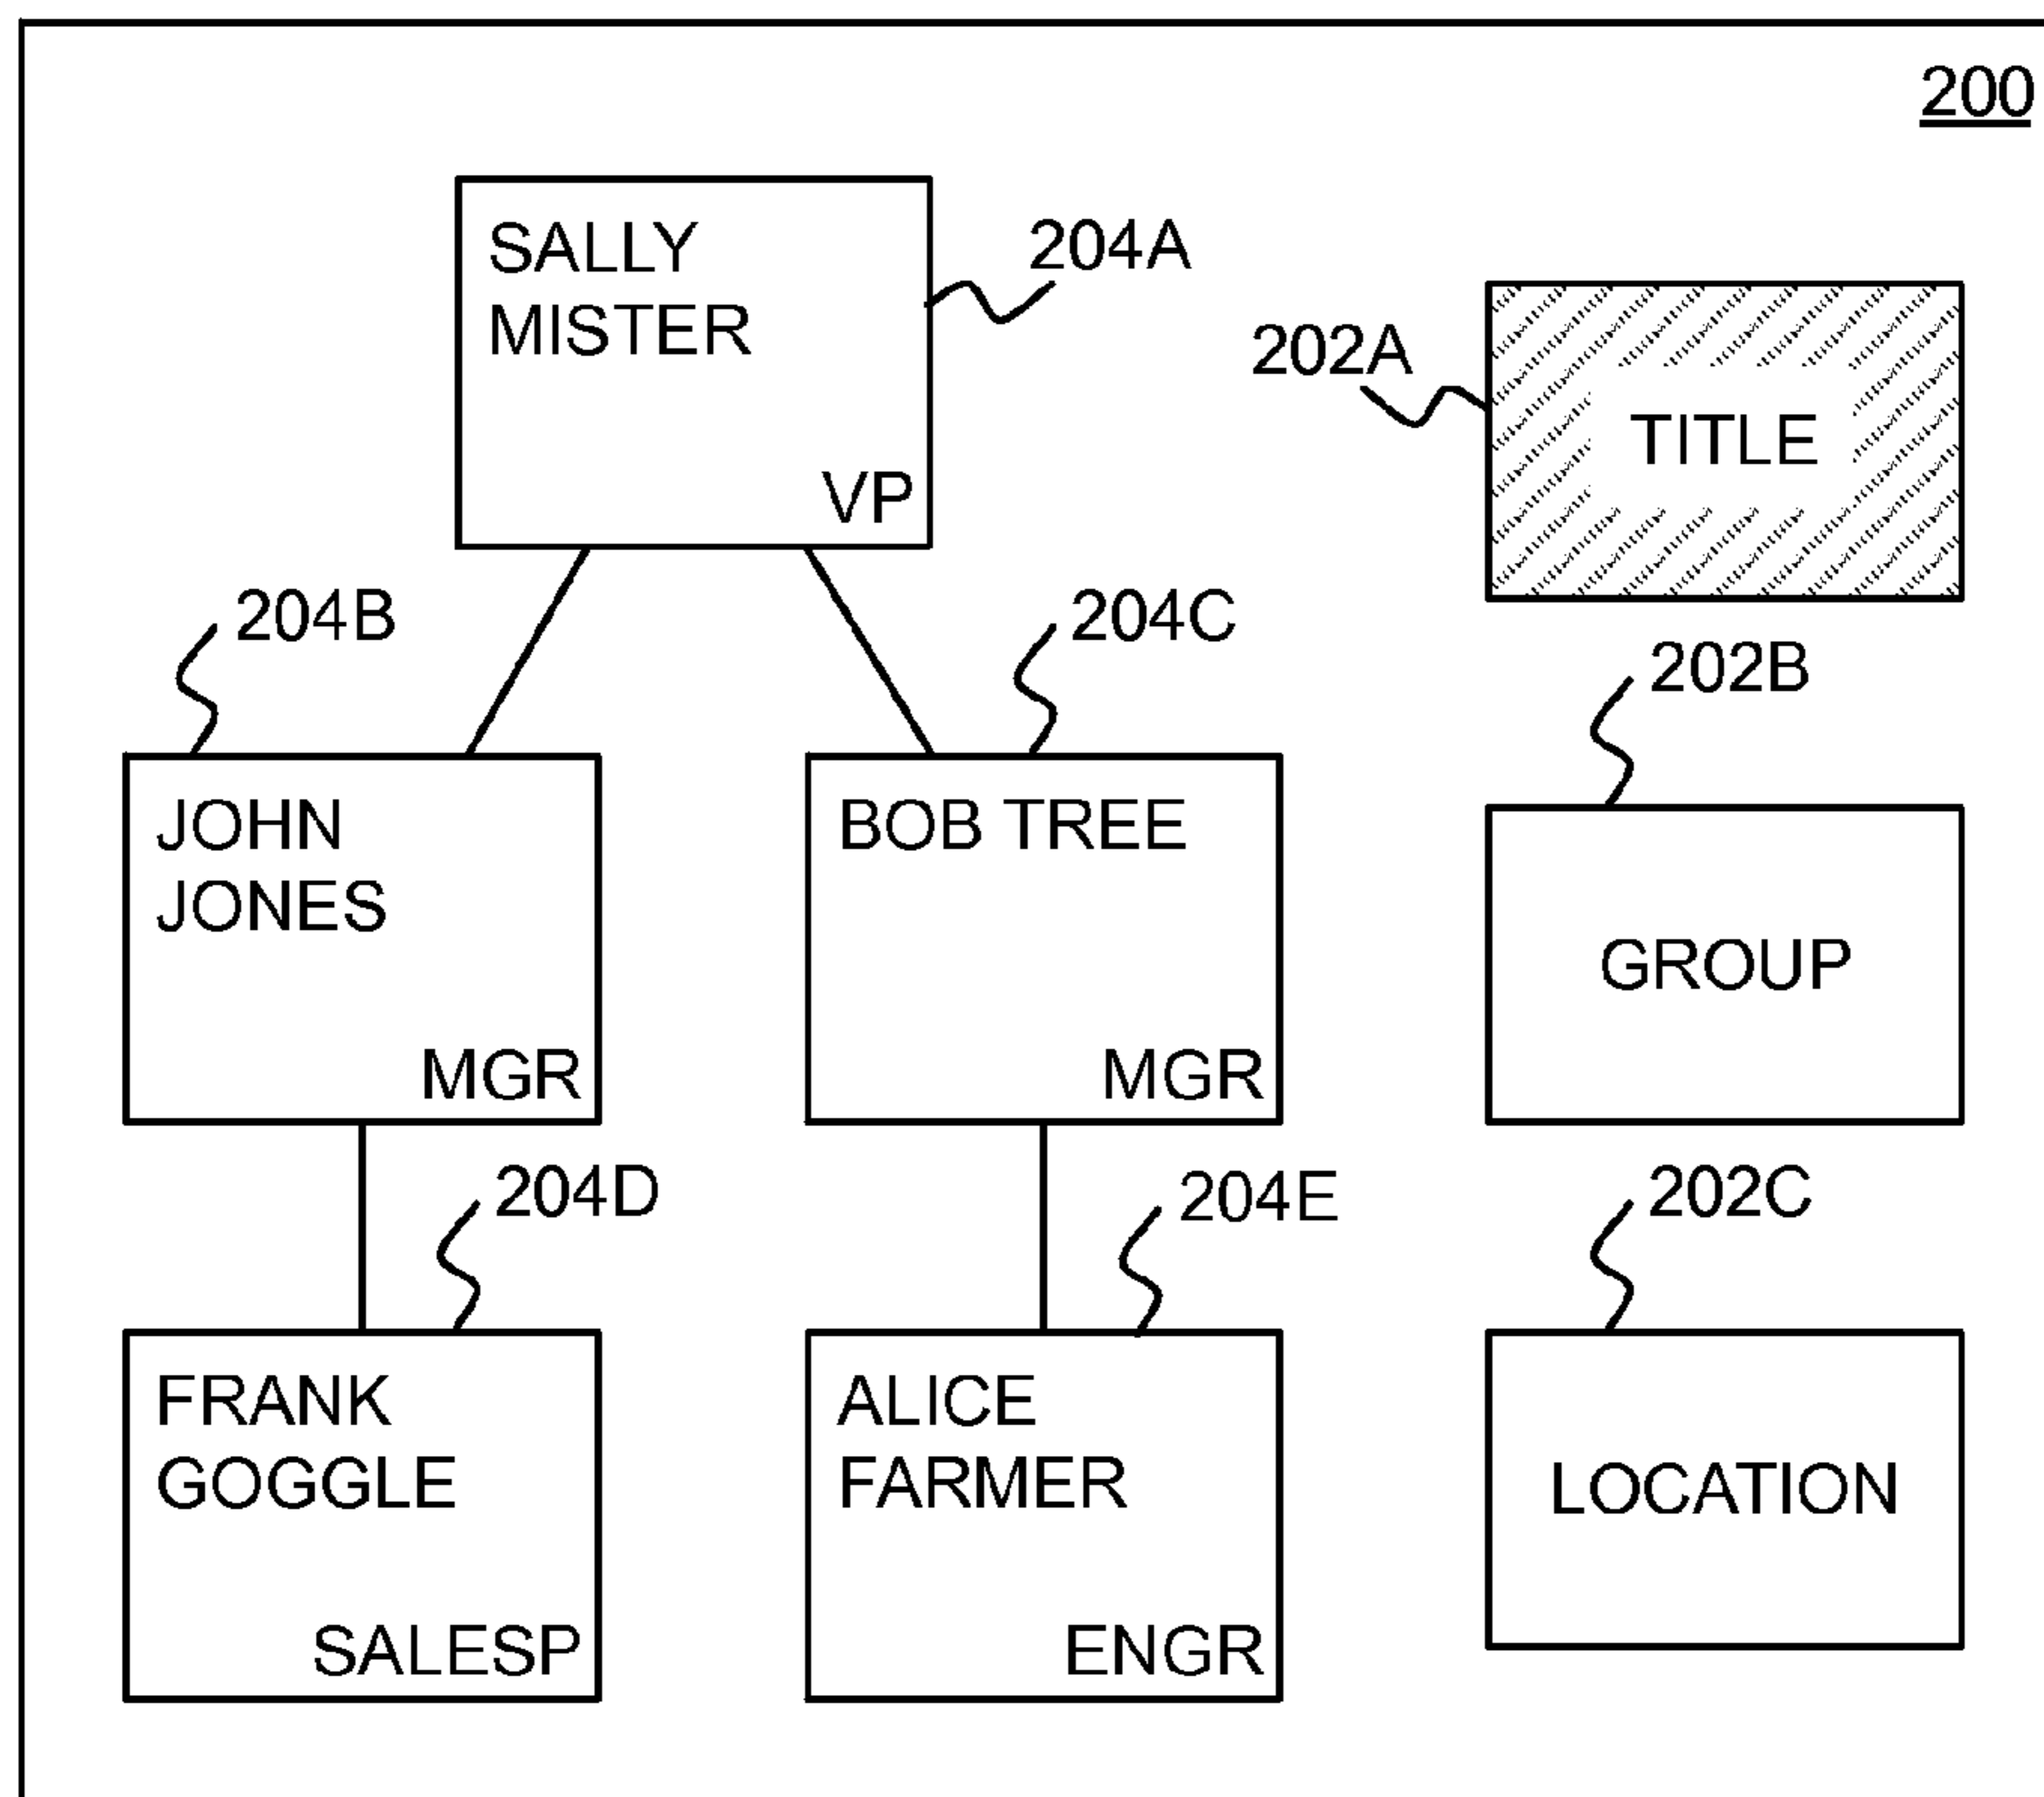 200
SALLY
MISTER
VP
204A
202A
TITLE
204B
204C
202B
JOHN
JONES
MGR
BOB TREE
MGR
GROUP
204D
204E
202C
FRANK
GOGGLE
SALESP
ALICE
FARMER
ENGR
LOCATION